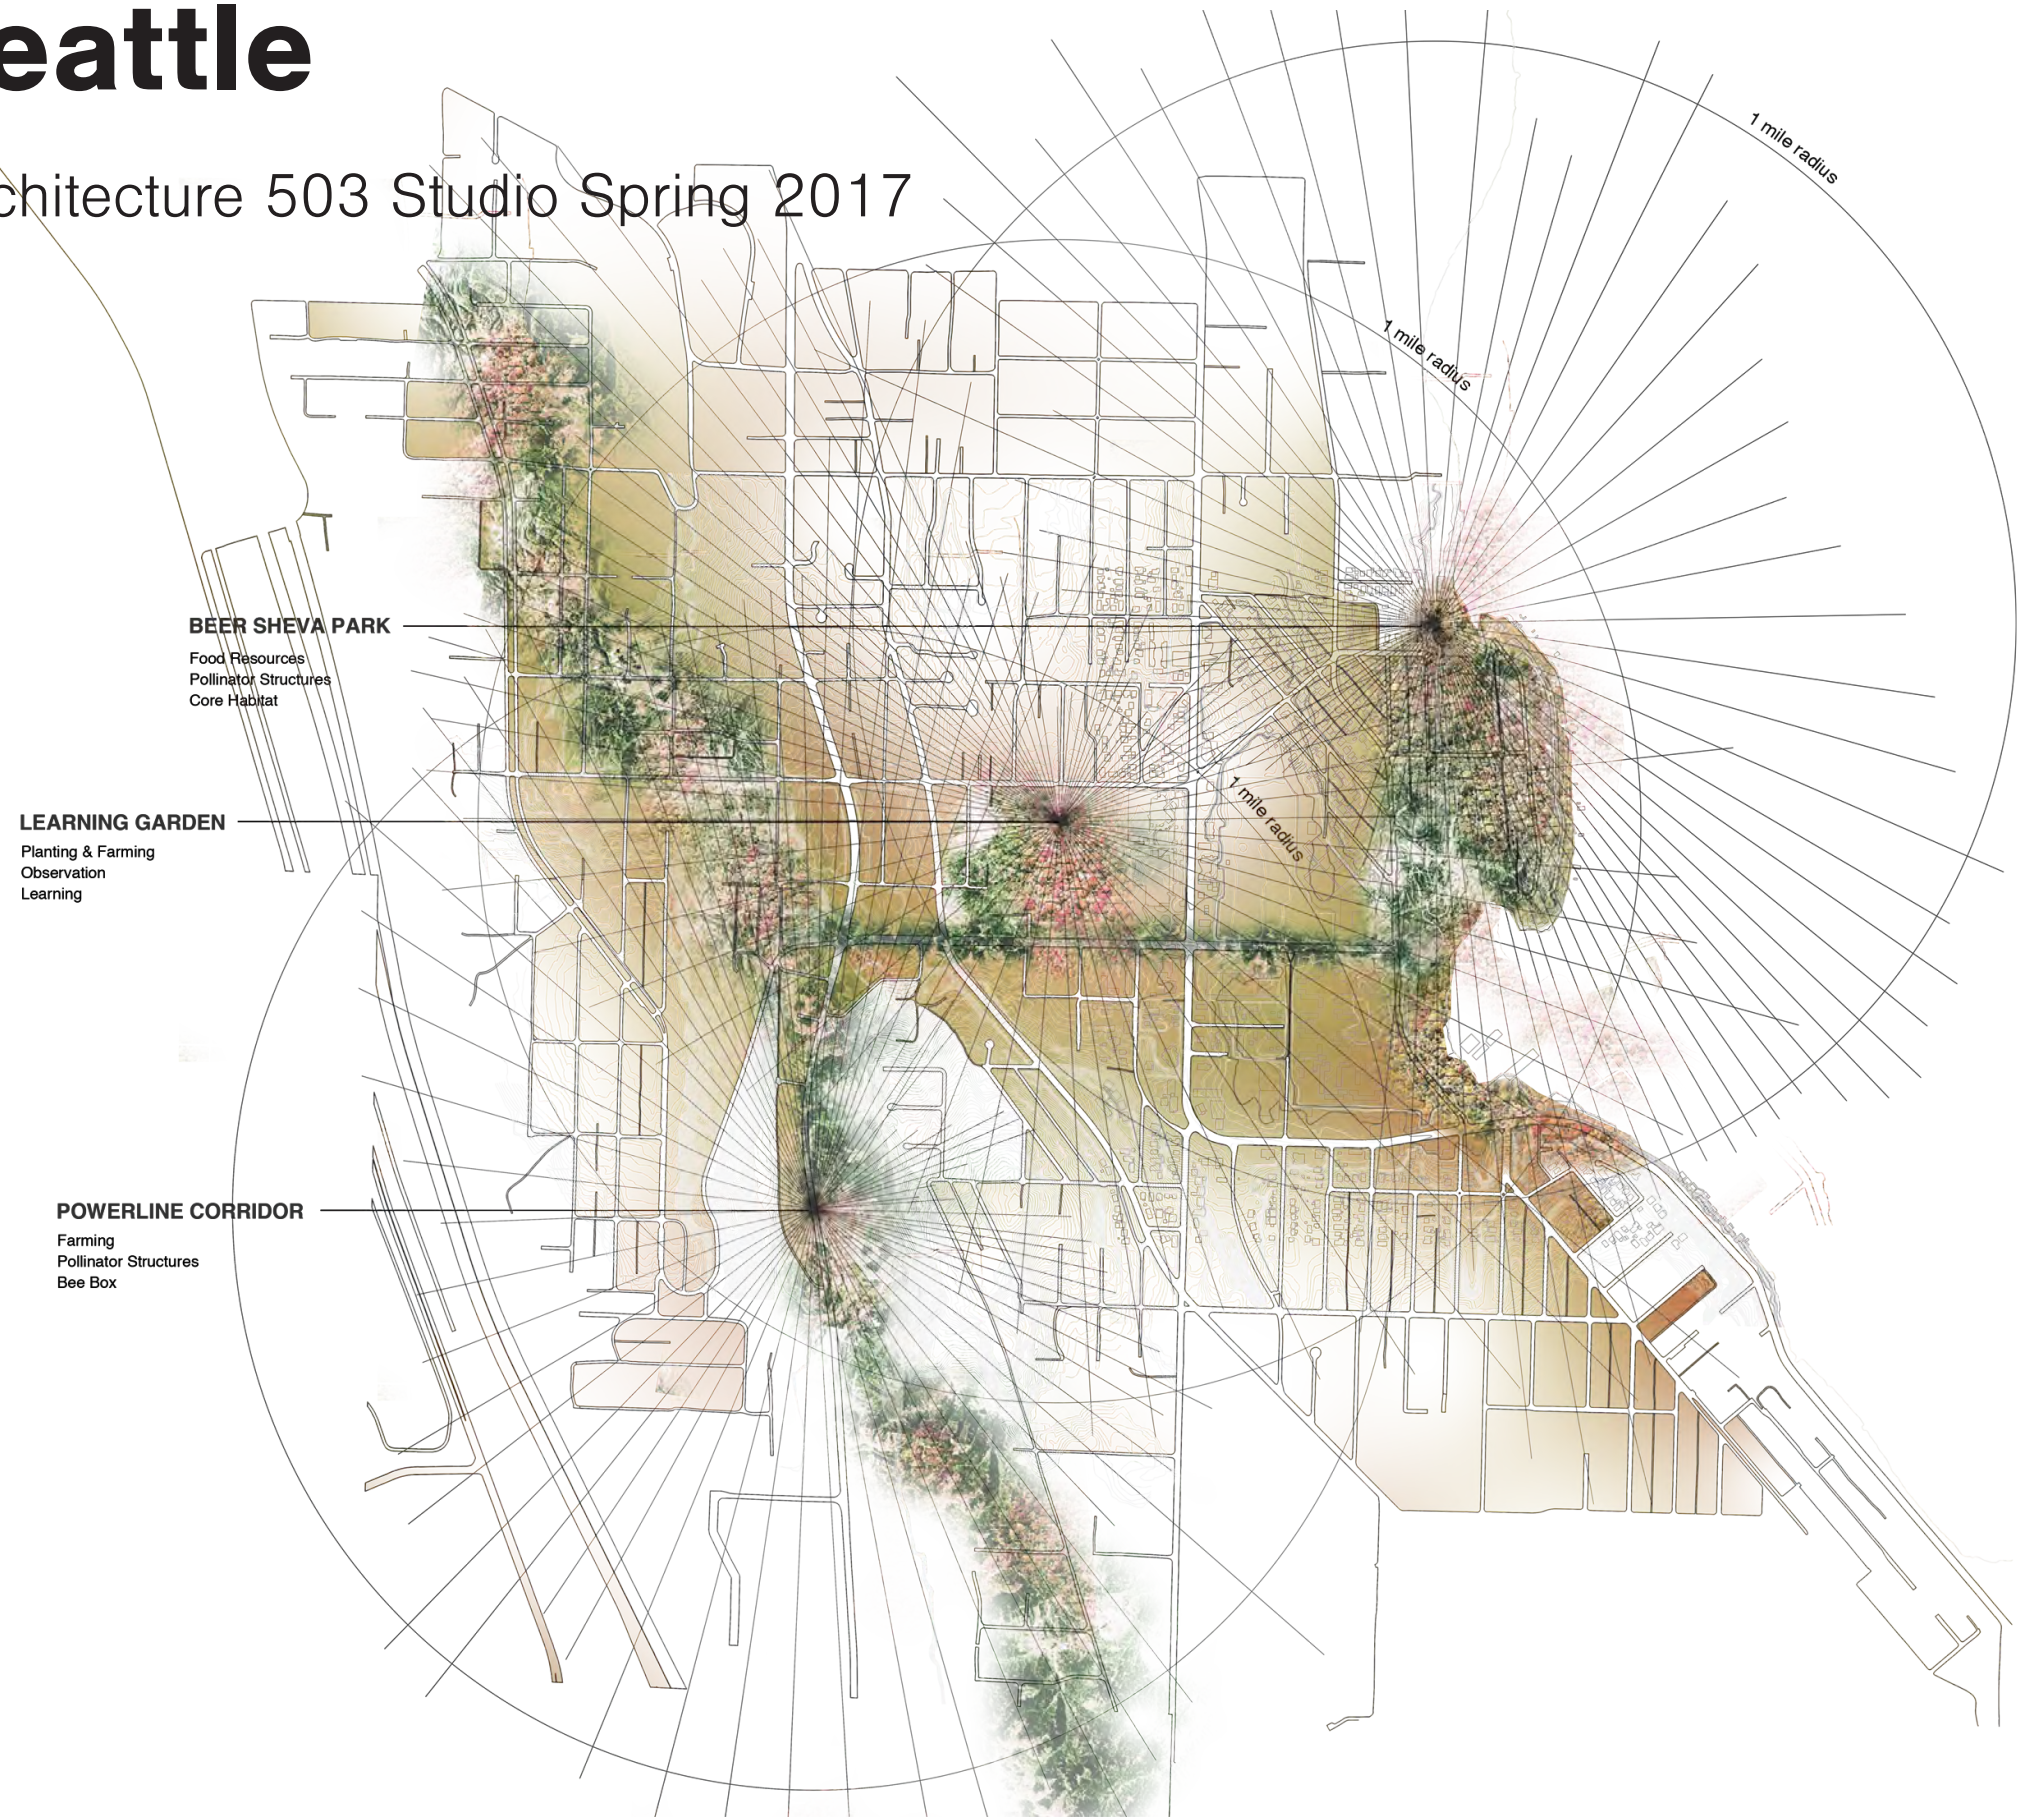 eattle
chitecture 503 Studio Spring 2017
1 mile radius
1 mile radius
BEER SHEVA PARK
Food Resources
Pollinator Structures
Core Habitat
1 mile radius
LEARNING GARDEN
Planting & Farming
Observation
Learning
POWERLINE CORRIDOR
Farming
Pollinator Structures
Bee Box